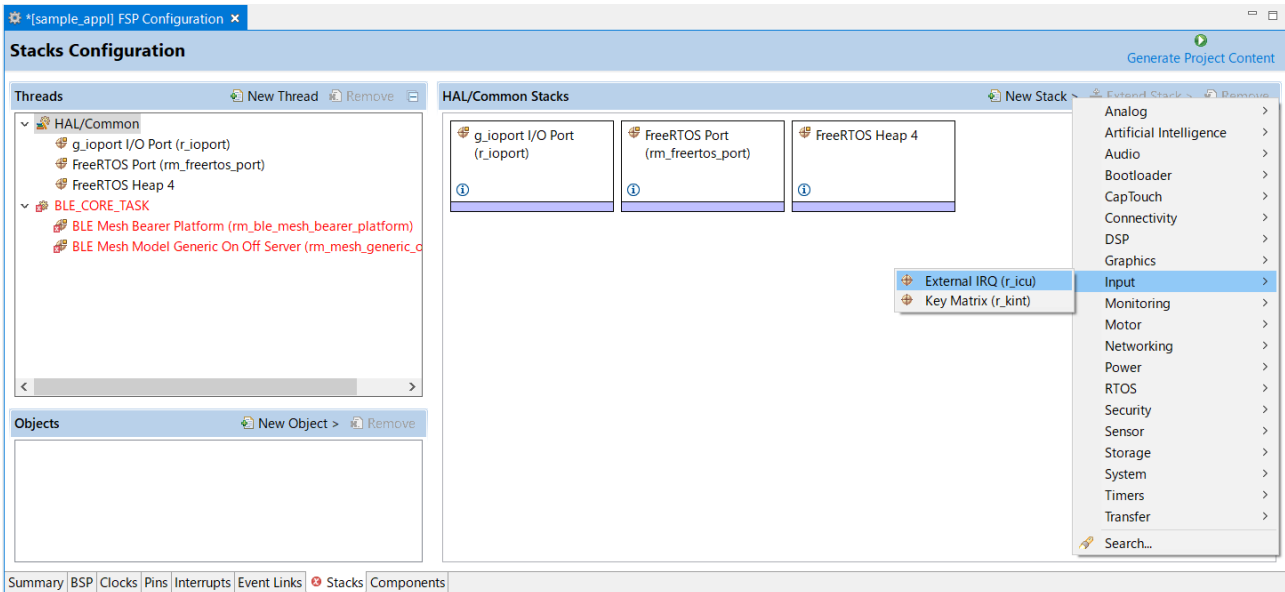 *[sample_appl] FSP Configuration
Stacks Configuration
Generate Project Content
Threads
New Thread
Remove
HAL/Common
g_ioport I/O Port (r_ioport)
FreeRTOS Port (rm_freertos_port)
FreeRTOS Heap 4
BLE_CORE_TASK
BLE Mesh Bearer Platform (rm_ble_mesh_bearer_platform)
BLE Mesh Model Generic On Off Server (rm_mesh_generic_o
Objects
New Object >
Remove
HAL/Common Stacks
New Stack >
Extend Stack >
Remove
g_ioport I/O Port
(r_ioport)
FreeRTOS Port
(rm_freertos_port)
FreeRTOS Heap 4
External IRQ (r_icu)
Key Matrix (r_kint)
Analog
Artificial Intelligence
Audio
Bootloader
CapTouch
Connectivity
DSP
Graphics
Input
Monitoring
Motor
Networking
Power
RTOS
Security
Sensor
Storage
System
Timers
Transfer
Search...
Summary BSP Clocks Pins Interrupts Event Links Stacks Components